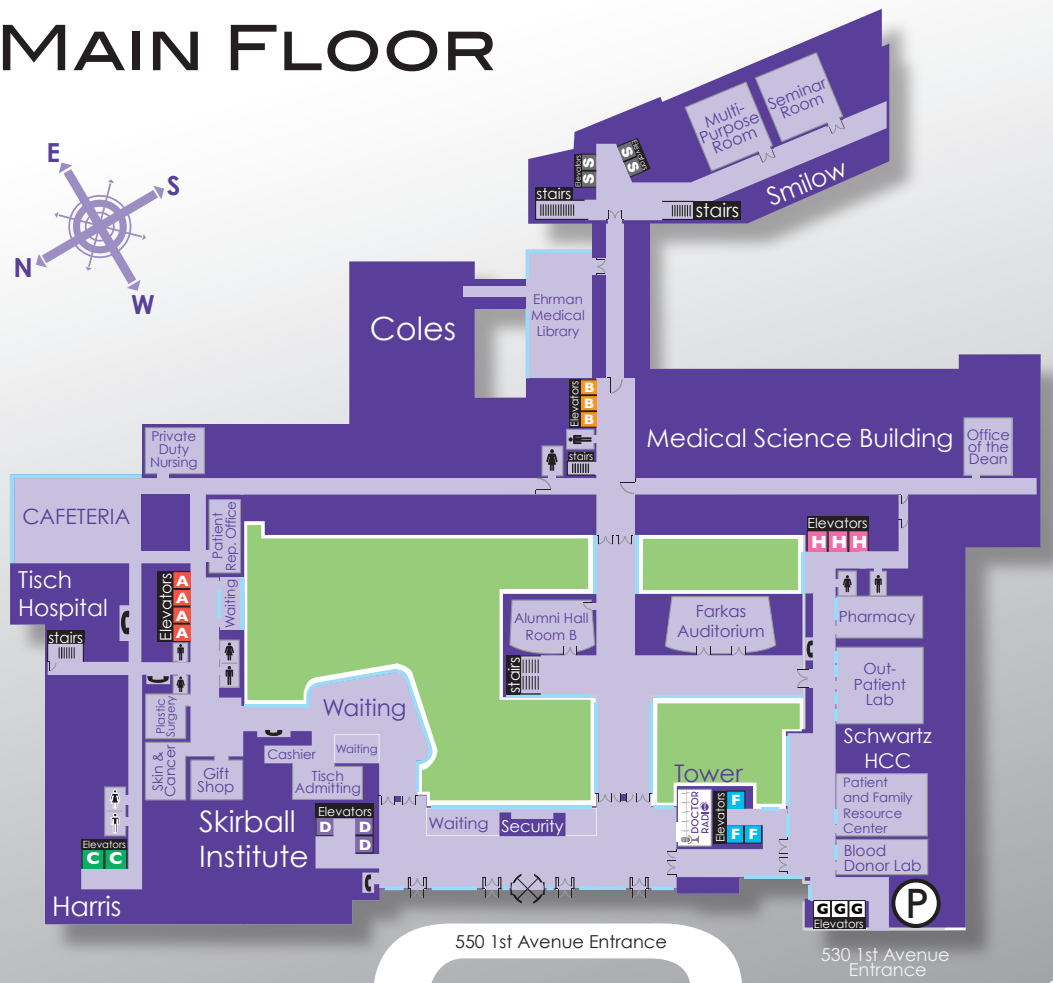 MAIN FLOOR
E
S
N
W
Multi-
Purpose
Room
Seminar
Room
Smilow
Elevators
S
S
Elevators
S
S
stairs
stairs
Coles
Ehrman
Medical
Library
Elevators
B
B
B
stairs
Medical Science Building
Office
of the
Dean
Private
Duty
Nursing
CAFETERIA
Patient
Rep. Office
Waiting
Tisch
Hospital
Elevators
A
A
A
A
stairs
Elevators
H H H
Alumni Hall
Room B
Farkas
Auditorium
stairs
Pharmacy
Out-
Patient
Lab
Schwartz
HCC
Patient
and Family
Resource
Center
Blood
Donor Lab
Plastic
Surgery
Skin &
Cancer
Gift
Shop
Waiting
Cashier
Waiting
Tisch
Admitting
Skirball
Institute
Elevators
D D
D
Waiting
Security
Tower
DOCTOR
RADIO
Elevators
F
F F
Elevators
C C
Harris
G G G
Elevators
P
550 1st Avenue Entrance
530 1st Avenue
Entrance